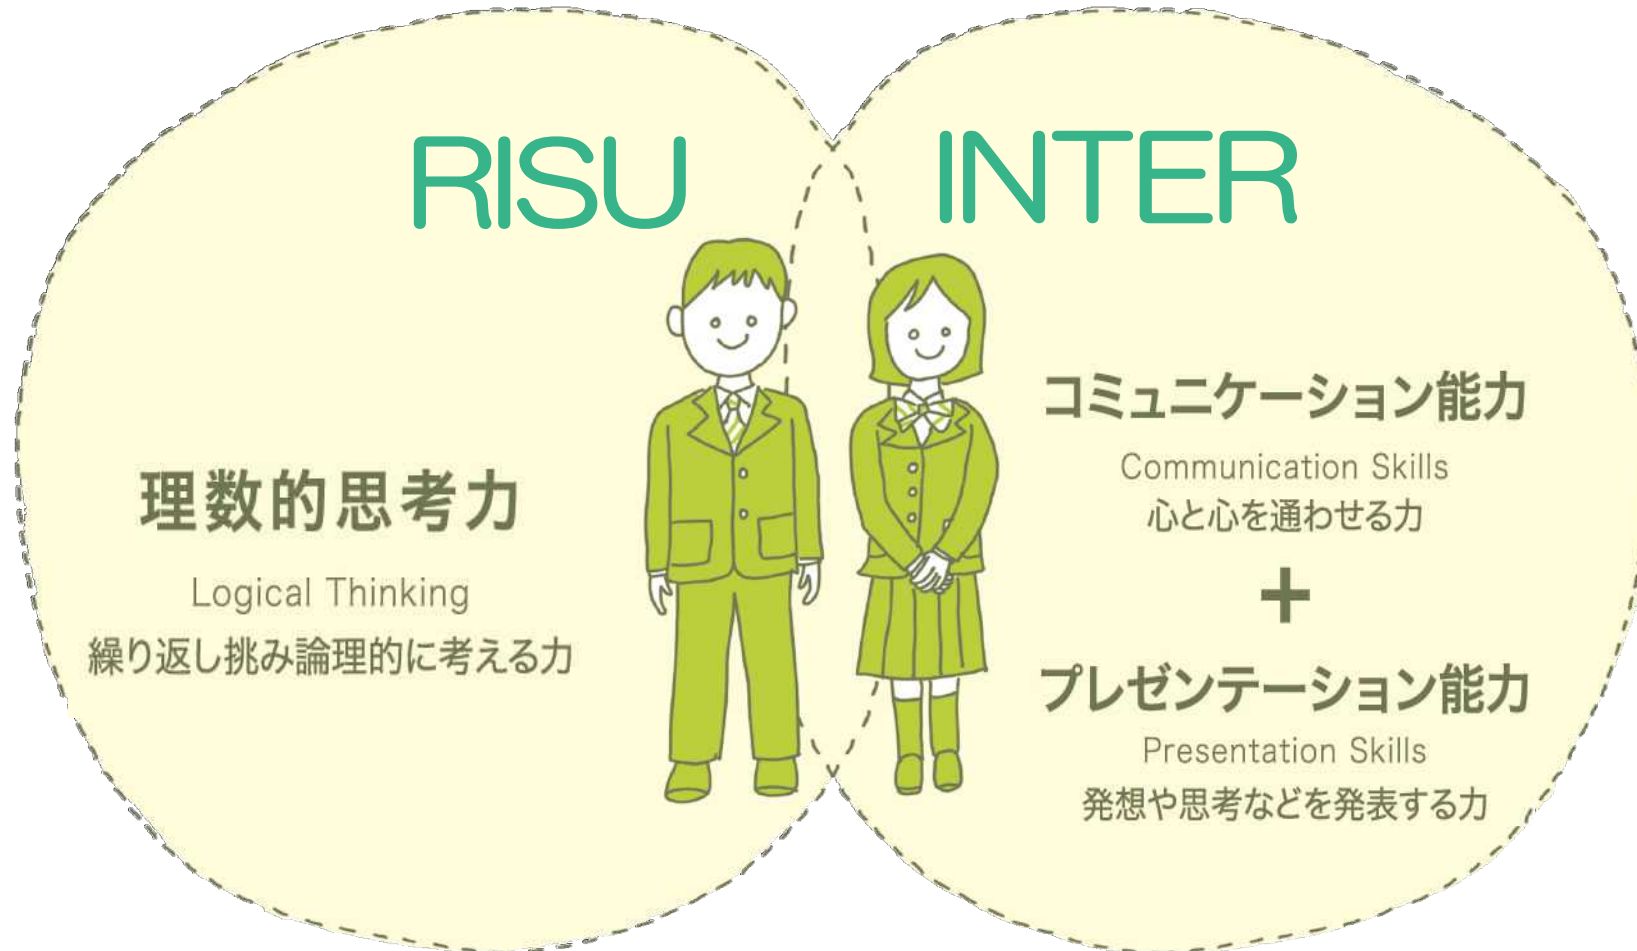 RISU
理数的思考力
Logical Thinking
繰り返し挑み論理的に考える力
INTER
コミュニケーション能力
Communication Skills
心と心を通わせる力
+
プレゼンテーション能力
Presentation Skills
発想や思考などを発表する力